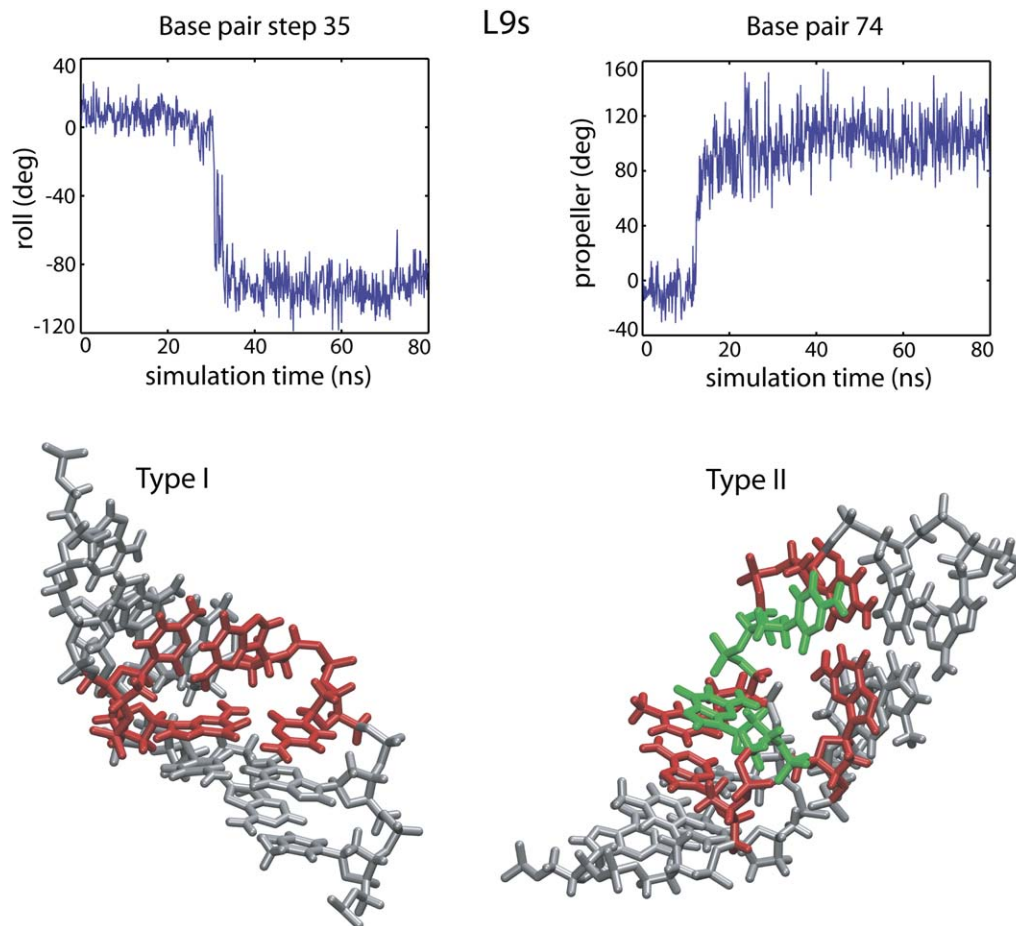 L9s
Base pair step 35
roll (deg)
40
0
-40
-80
-120
0 20 40 60 80
simulation time (ns)
Base pair 74
propeller (deg)
160
120
80
40
0
-40
0 20 40 60 80
simulation time (ns)
Type I
Type II